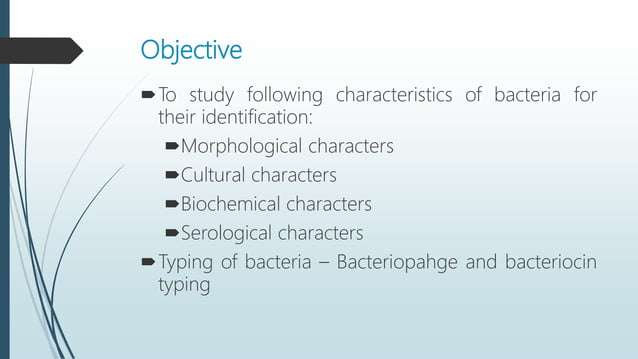 Objective
To study following characteristics of bacteria for
their identification:
Morphological characters
Cultural characters
Biochemical characters
Serological characters
Typing of bacteria – Bacteriopahge and bacteriocin
typing